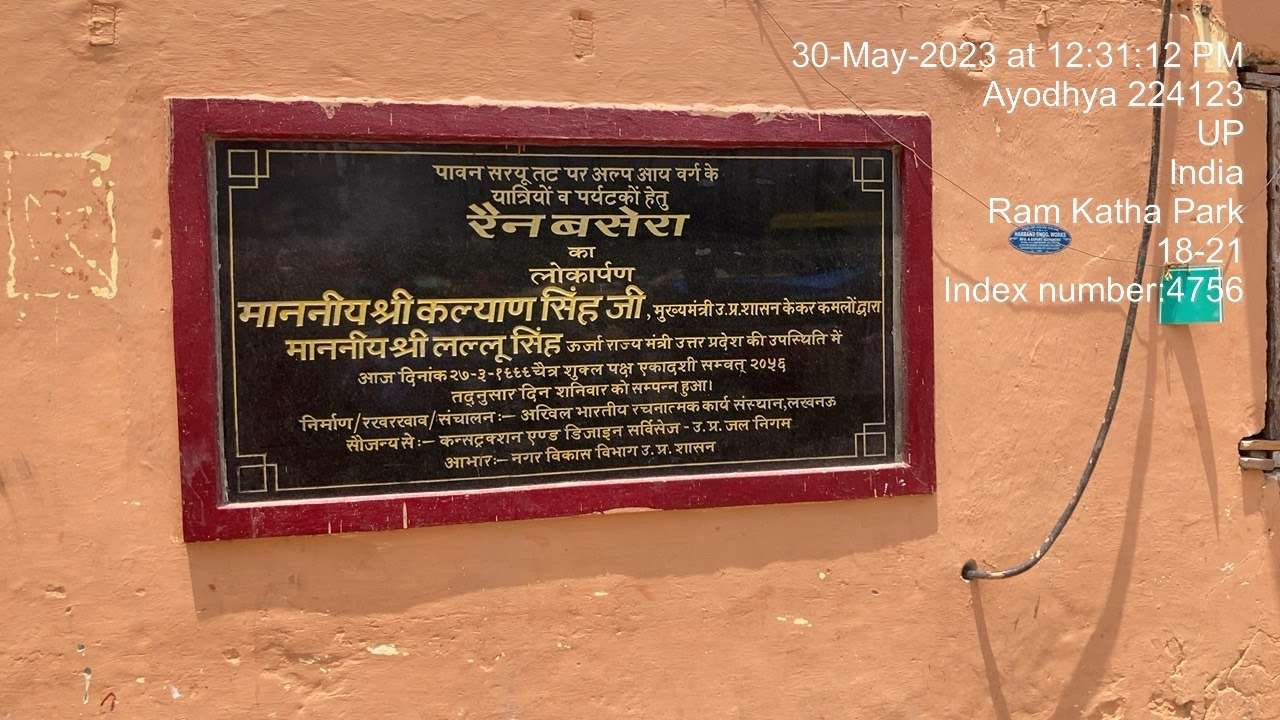 पावन सरयू तट पर अल्प आय वर्ग के
यात्रियों व पर्यटकों हेतु
रैन बसेरा
का
लोकार्पण
माननीय श्री कल्याण सिंह जी, मुख्यमंत्री उ.प्र.शासन के कर कमलों द्वारा
माननीय श्री लल्लू सिंह ऊर्जा राज्य मंत्री उत्तर प्रदेश की उपस्थिति में
आज दिनांक २७-३-१९९९ चैत्र शुक्ल पक्ष एकादशी सम्वत् २०५६
तद्नुसार दिन शनिवार को सम्पन्न हुआ।
निर्माण/रखरखाव/संचालन :– अखिल भारतीय रचनात्मक कार्य संस्थान,लखनऊ
सौजन्य से :– कन्सट्रक्शन एण्ड डिजाइन सर्विसेज - उ.प्र. जल निगम
आभार:– नगर विकास विभाग उ.प्र. शासन
30-May-2023 at 12:31:12 PM
Ayodhya 224123
UP
India
Ram Katha Park
18-21
Index number:4756